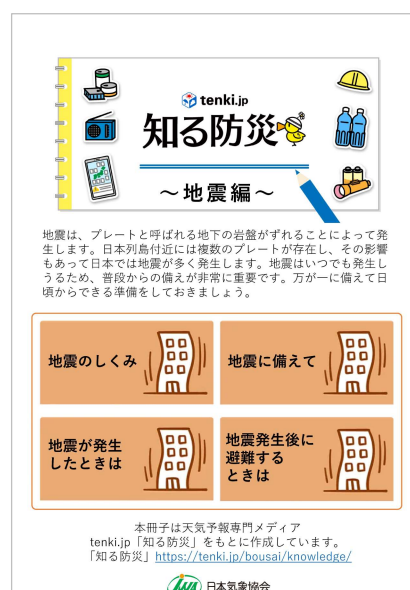 tenki.jp
知る防災
～地震編～
地震は、プレートと呼ばれる地下の岩盤がずれることによって発
生します。日本列島付近には複数のプレートが存在し、その影響
もあって日本では地震が多く発生します。地震はいつでも発生し
うるため、普段からの備えが非常に重要です。万が一に備えて日
頃からできる準備をしておきましょう。
地震のしくみ
地震に備えて
地震が発生
したときは
地震発生後に
避難する
ときは
本冊子は天気予報専門メディア
tenki.jp「知る防災」をもとに作成しています。
「知る防災」https://tenki.jp/bousai/knowledge/
JWA 日本気象協会